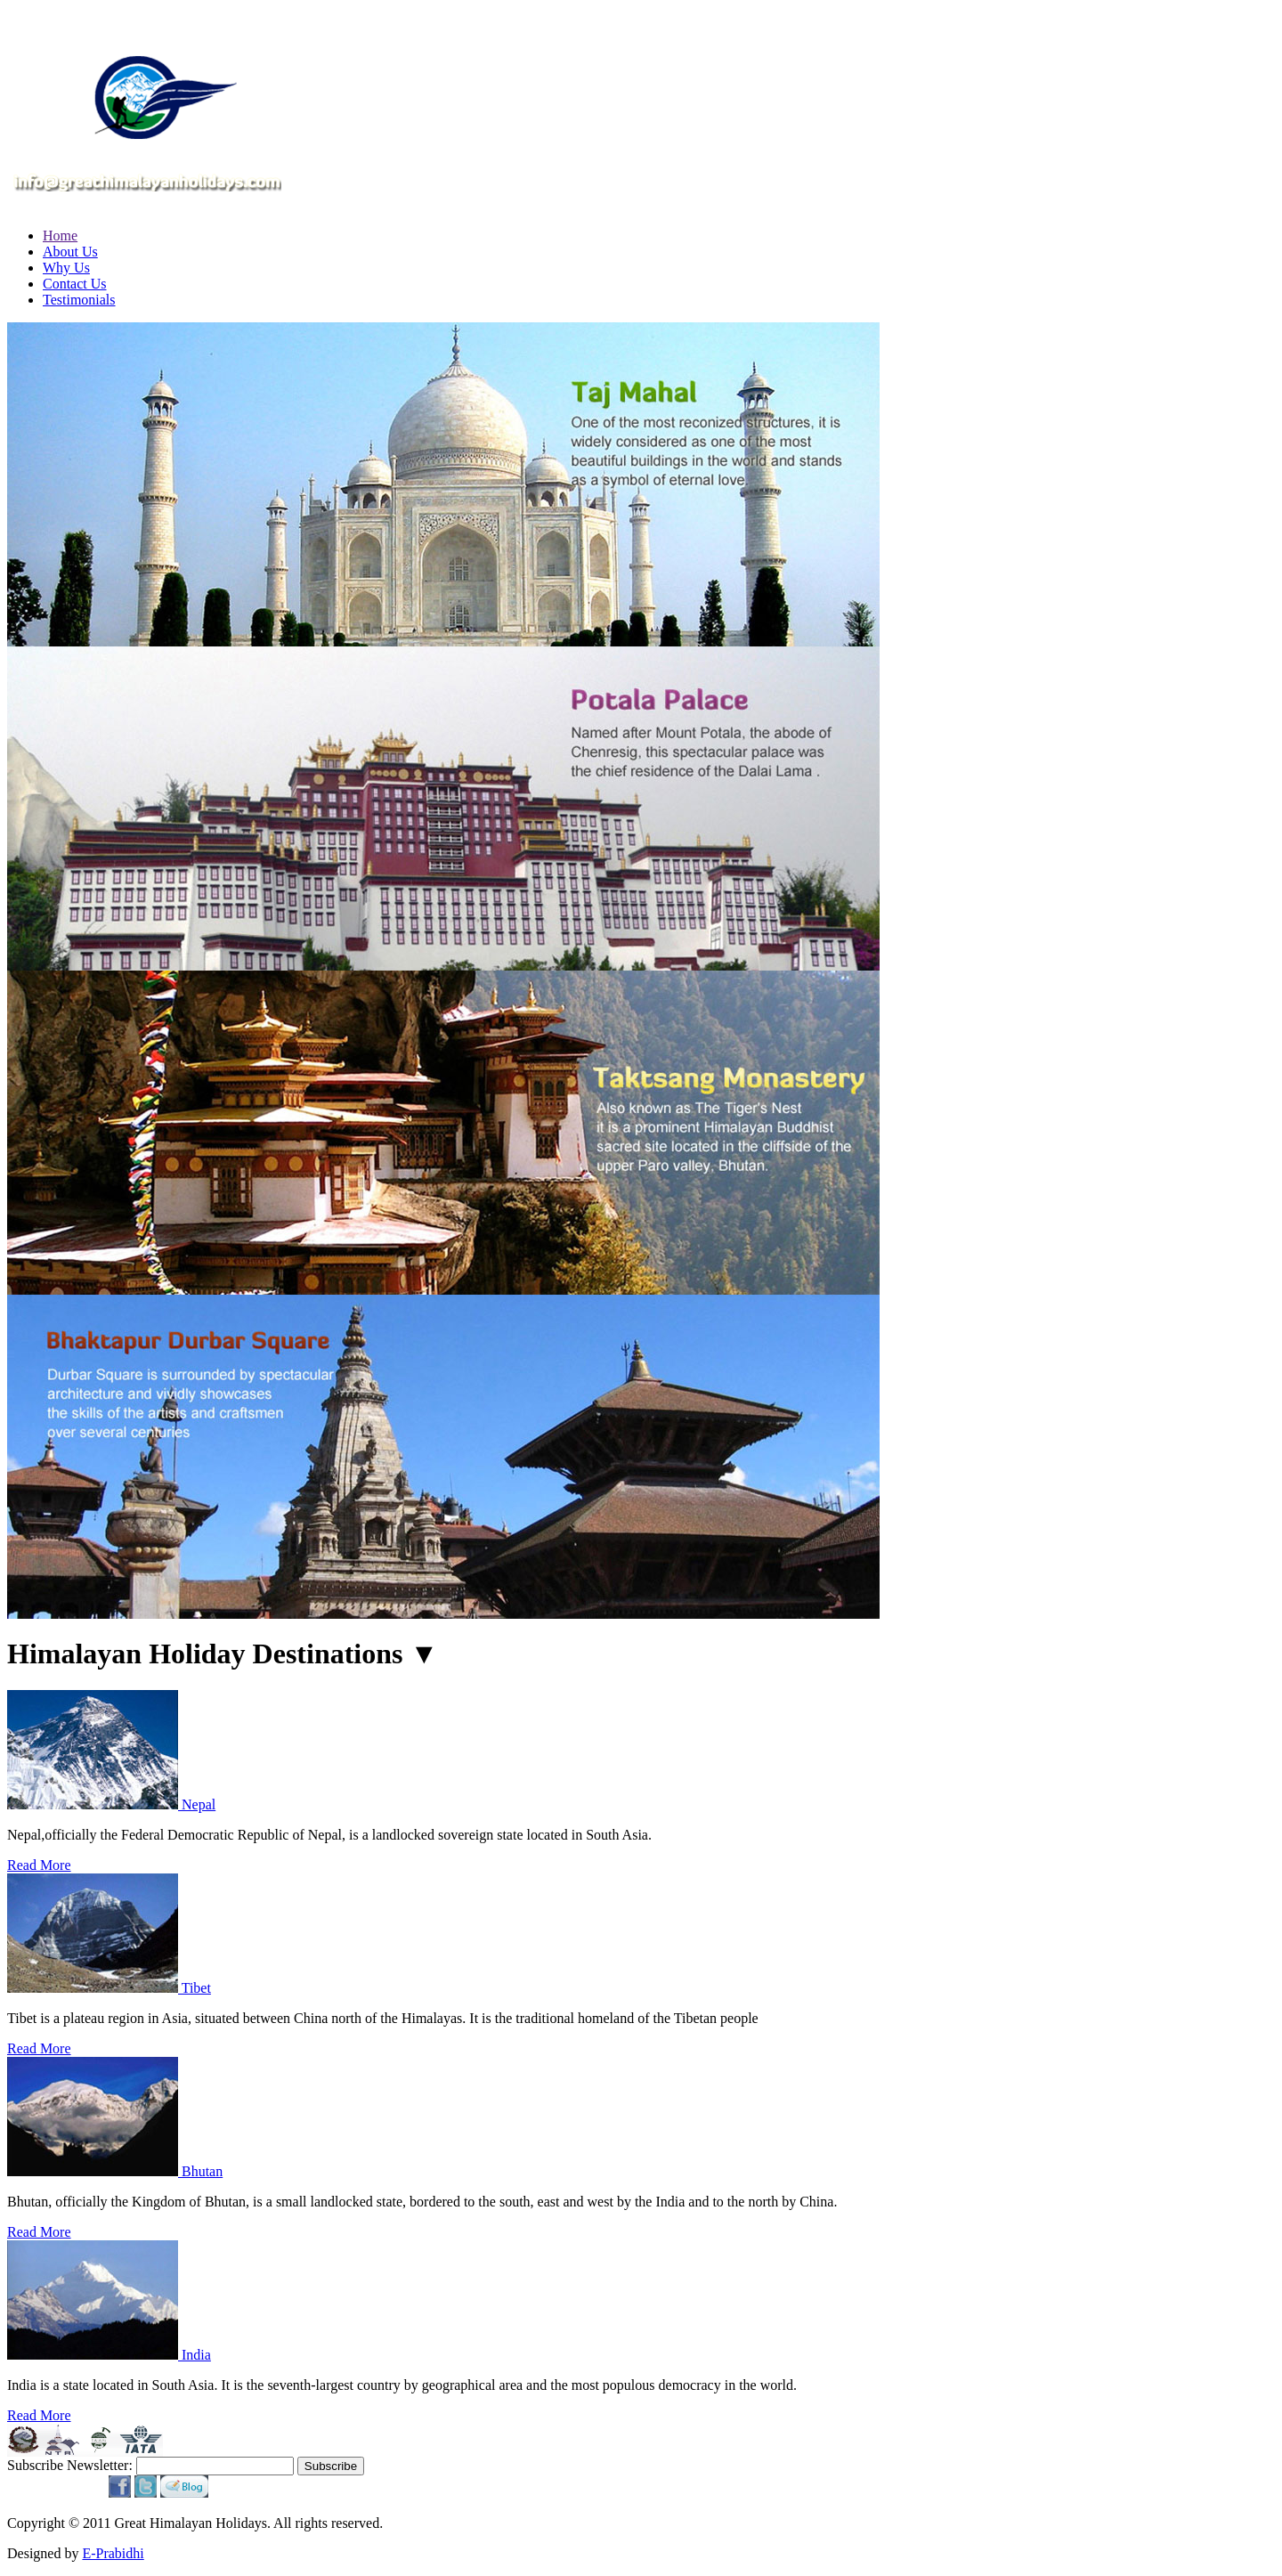 info@greachimalayanholidays.com
Home
About Us
Why Us
Contact Us
Testimonials
Taj Mahal
One of the most reconized structures, it is
widely considered as one of the most
beautiful buildings in the world and stands
as a symbol of eternal love.
Potala Palace
Named after Mount Potala, the abode of
Chenresig, this spectacular palace was
the chief residence of the Dalai Lama .
Taktsang Monastery
Also known as The Tiger's Nest
it is a prominent Himalayan Buddhist
sacred site located in the cliffside of the
upper Paro valley, Bhutan.
Bhaktapur Durbar Square
Durbar Square is surrounded by spectacular
architecture and vividly showcases
the skills of the artists and craftsmen
over several centuries
Himalayan Holiday Destinations ▼
Nepal
Nepal,officially the Federal Democratic Republic of Nepal, is a landlocked sovereign state located in South Asia.
Read More
Tibet
Tibet is a plateau region in Asia, situated between China north of the Himalayas. It is the traditional homeland of the Tibetan people
Read More
Bhutan
Bhutan, officially the Kingdom of Bhutan, is a small landlocked state, bordered to the south, east and west by the India and to the north by China.
Read More
India
India is a state located in South Asia. It is the seventh-largest country by geographical area and the most populous democracy in the world.
Read More
IATA
Subscribe Newsletter: Subscribe
Blog
Copyright © 2011 Great Himalayan Holidays. All rights reserved.
Designed by E-Prabidhi